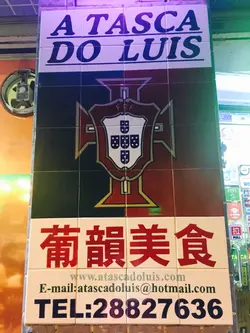 A TASCA
DO LUIS
葡韻美食
www.atascadoluis.com
E-mail:atascadoluis@hotmail.com
TEL:28827636